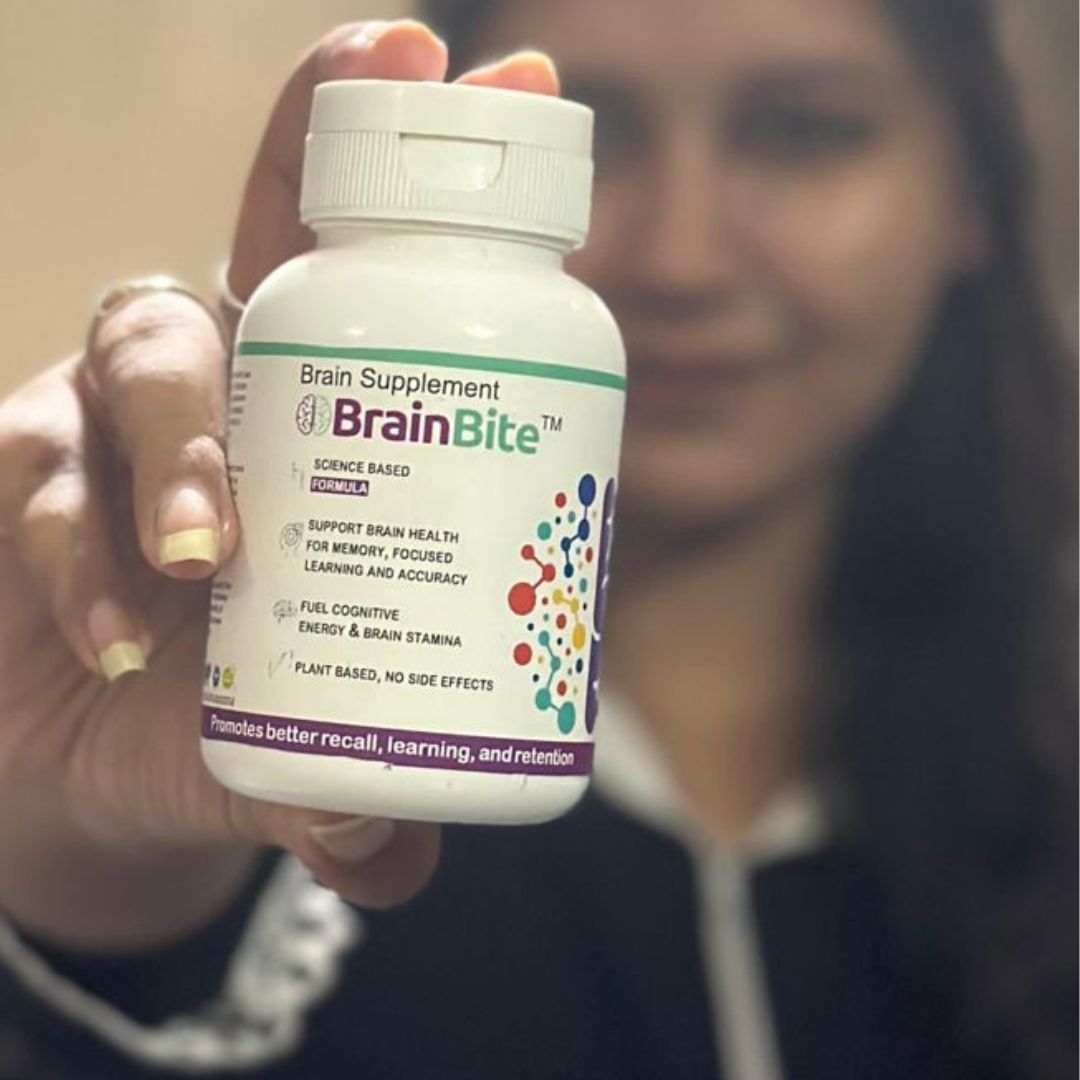 Brain Supplement
BrainBite™
SCIENCE BASED
FORMULA
SUPPORT BRAIN HEALTH
FOR MEMORY, FOCUSED
LEARNING AND ACCURACY
FUEL COGNITIVE
ENERGY & BRAIN STAMINA
PLANT BASED, NO SIDE EFFECTS
Promotes better recall, learning, and retention